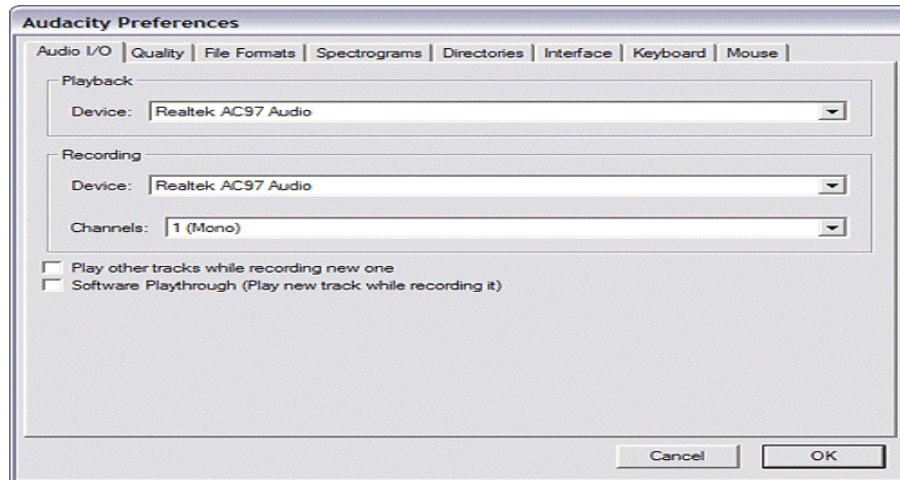 Audacity Preferences
Audio I/O Quality File Formats Spectrograms Directories Interface Keyboard Mouse
Playback
Device: Realtek AC97 Audio
Recording
Device: Realtek AC97 Audio
Channels: 1 (Mono)
Play other tracks while recording new one
Software Playthrough (Play new track while recording it)
Cancel OK